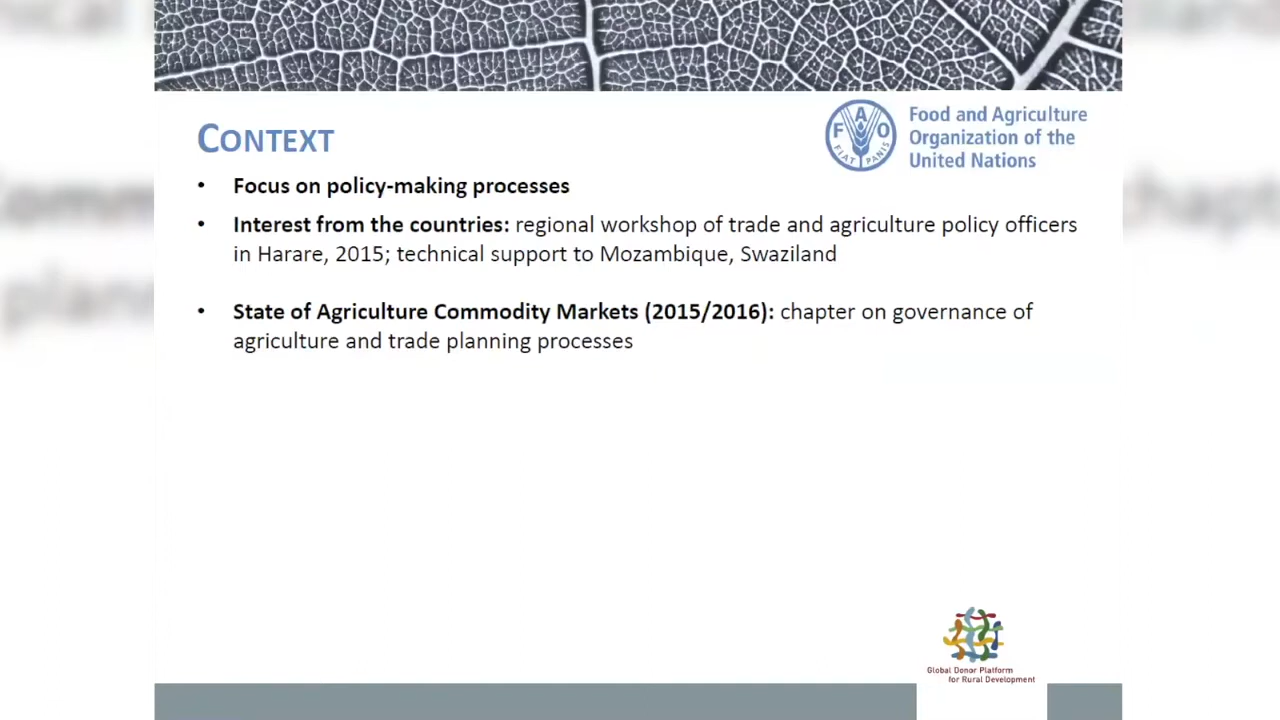 CONTEXT
Food and Agriculture
Organization of the
United Nations
F A O
FIAT PANIS
• Focus on policy-making processes
• Interest from the countries: regional workshop of trade and agriculture policy officers
in Harare, 2015; technical support to Mozambique, Swaziland
• State of Agriculture Commodity Markets (2015/2016): chapter on governance of
agriculture and trade planning processes
Global Donor Platform
for Rural Development